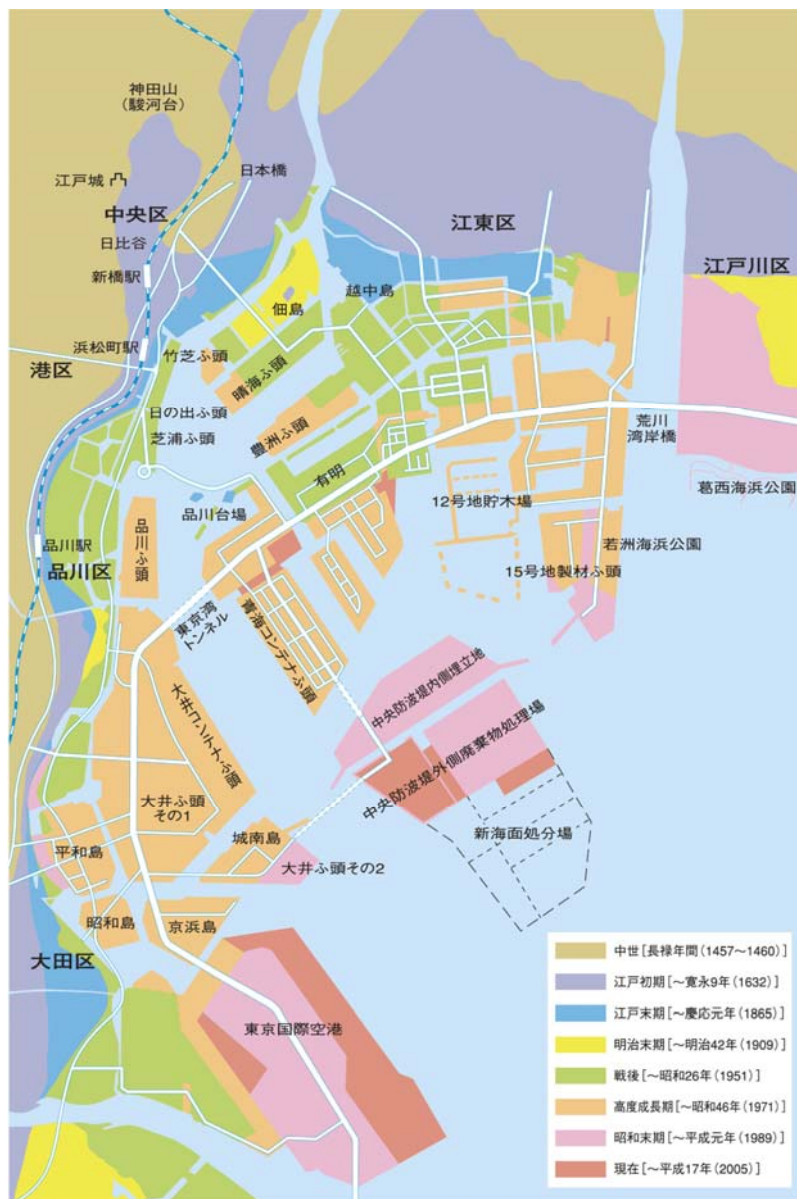 神田山
(駿河台)
江戸城
日本橋
中央区
江東区
日比谷
江戸川区
新橋駅
越中島
佃島
浜松町駅
竹芝ふ頭
晴海ふ頭
港区
日の出ふ頭
芝浦ふ頭
豊洲ふ頭
荒川
湾岸橋
有明
葛西海浜公園
12号地貯木場
品川台場
品川ふ頭
品川駅
若洲海浜公園
品川区
15号地製材ふ頭
東京湾
トンネル
青海コンテナふ頭
中央防波堤内側埋立地
大井コンテナふ頭
中央防波堤外側廃棄物処理場
大井ふ頭
その1
新海面処分場
城南島
平和島
大井ふ頭その2
昭和島
京浜島
大田区
東京国際空港
中世[長禄年間(1457~1460)]
江戸初期[~寛永9年(1632)]
江戸末期[~慶応元年(1865)]
明治末期[~明治42年(1909)]
戦後[~昭和26年(1951)]
高度成長期[~昭和46年(1971)]
昭和末期[~平成元年(1989)]
現在[~平成17年(2005)]